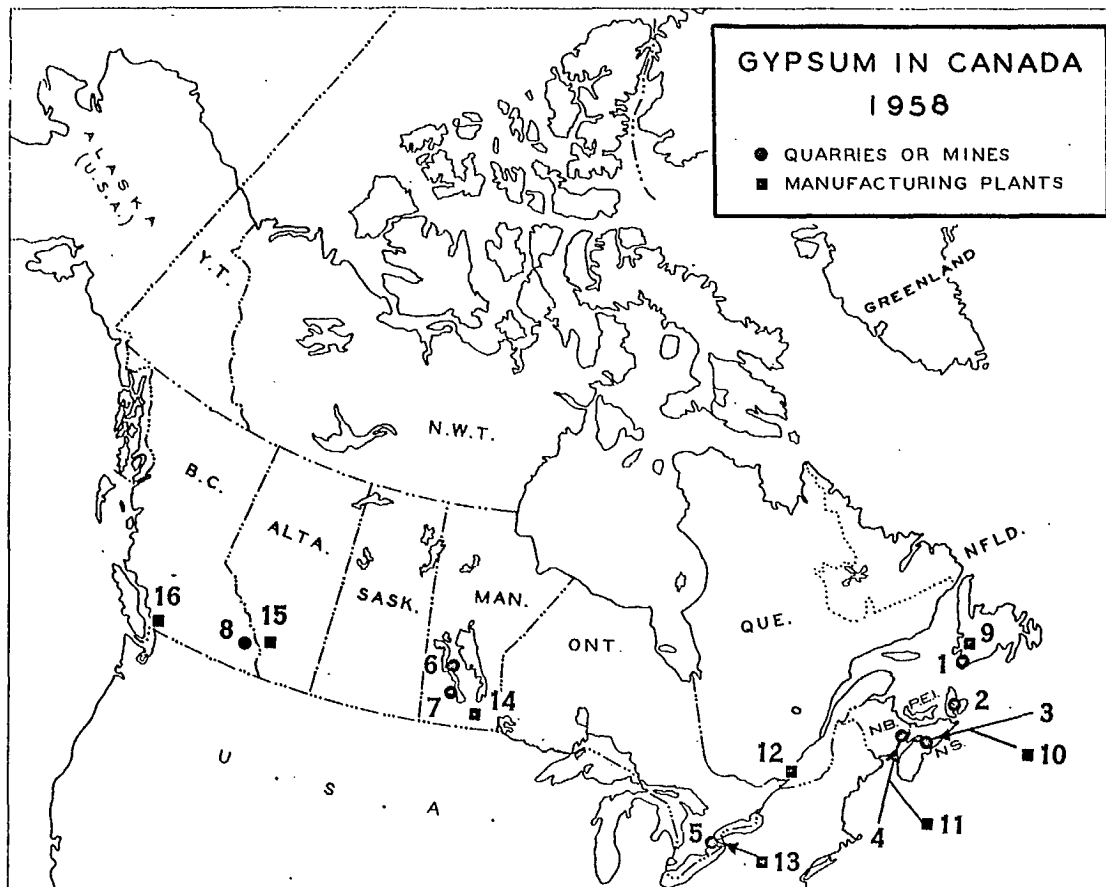 GYPSUM IN CANADA
1958
QUARRIES OR MINES
MANUFACTURING PLANTS
ALASKA
(U.S.A.)
Y.T.
GREENLAND
N.W.T.
B.C.
ALTA.
SASK.
MAN.
ONT.
QUE.
NFLD.
16
8
15
6
7
14
9
1
P.E.I.
2
N.B.
3
N.S.
10
12
11
4
5
13
U. S. A.